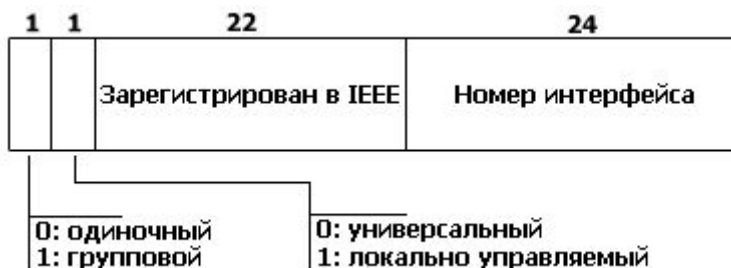 1 1 22 24
Зарегистрирован в IEEE Номер интерфейса
0: одиночный 0: универсальный
1: групповой 1: локально управляемый